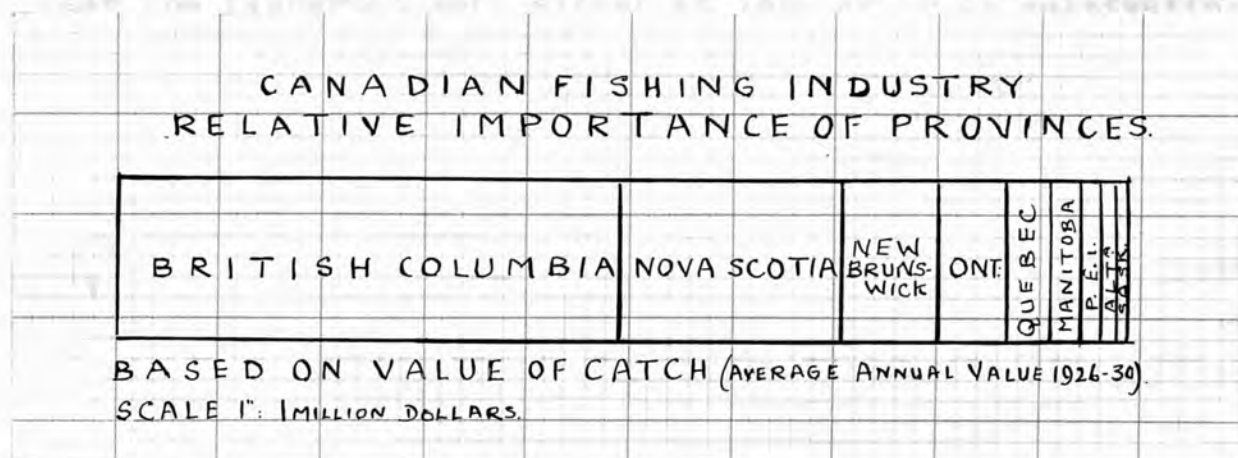 CANADIAN FISHING INDUSTRY
RELATIVE IMPORTANCE OF PROVINCES.
BRITISH COLUMBIA
NOVA SCOTIA
NEW
BRUNS-
WICK
ONT.
QUEBEC
MANITOBA
P.E.I.
ALTA
SASK.
BASED ON VALUE OF CATCH (AVERAGE ANNUAL VALUE 1926-30).
SCALE 1": 1 MILLION DOLLARS.